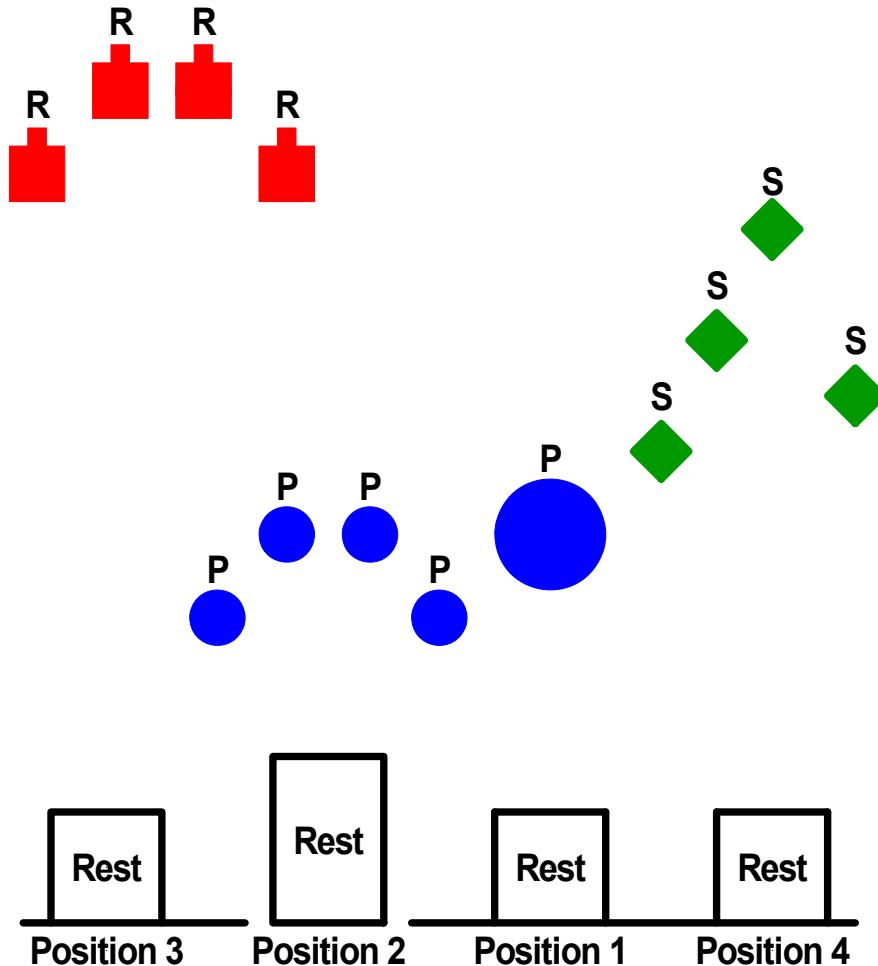 R R
R R
S
S
S
S
P
P P
P P
Rest
Rest Rest Rest
Position 3 Position 2 Position 1 Position 4